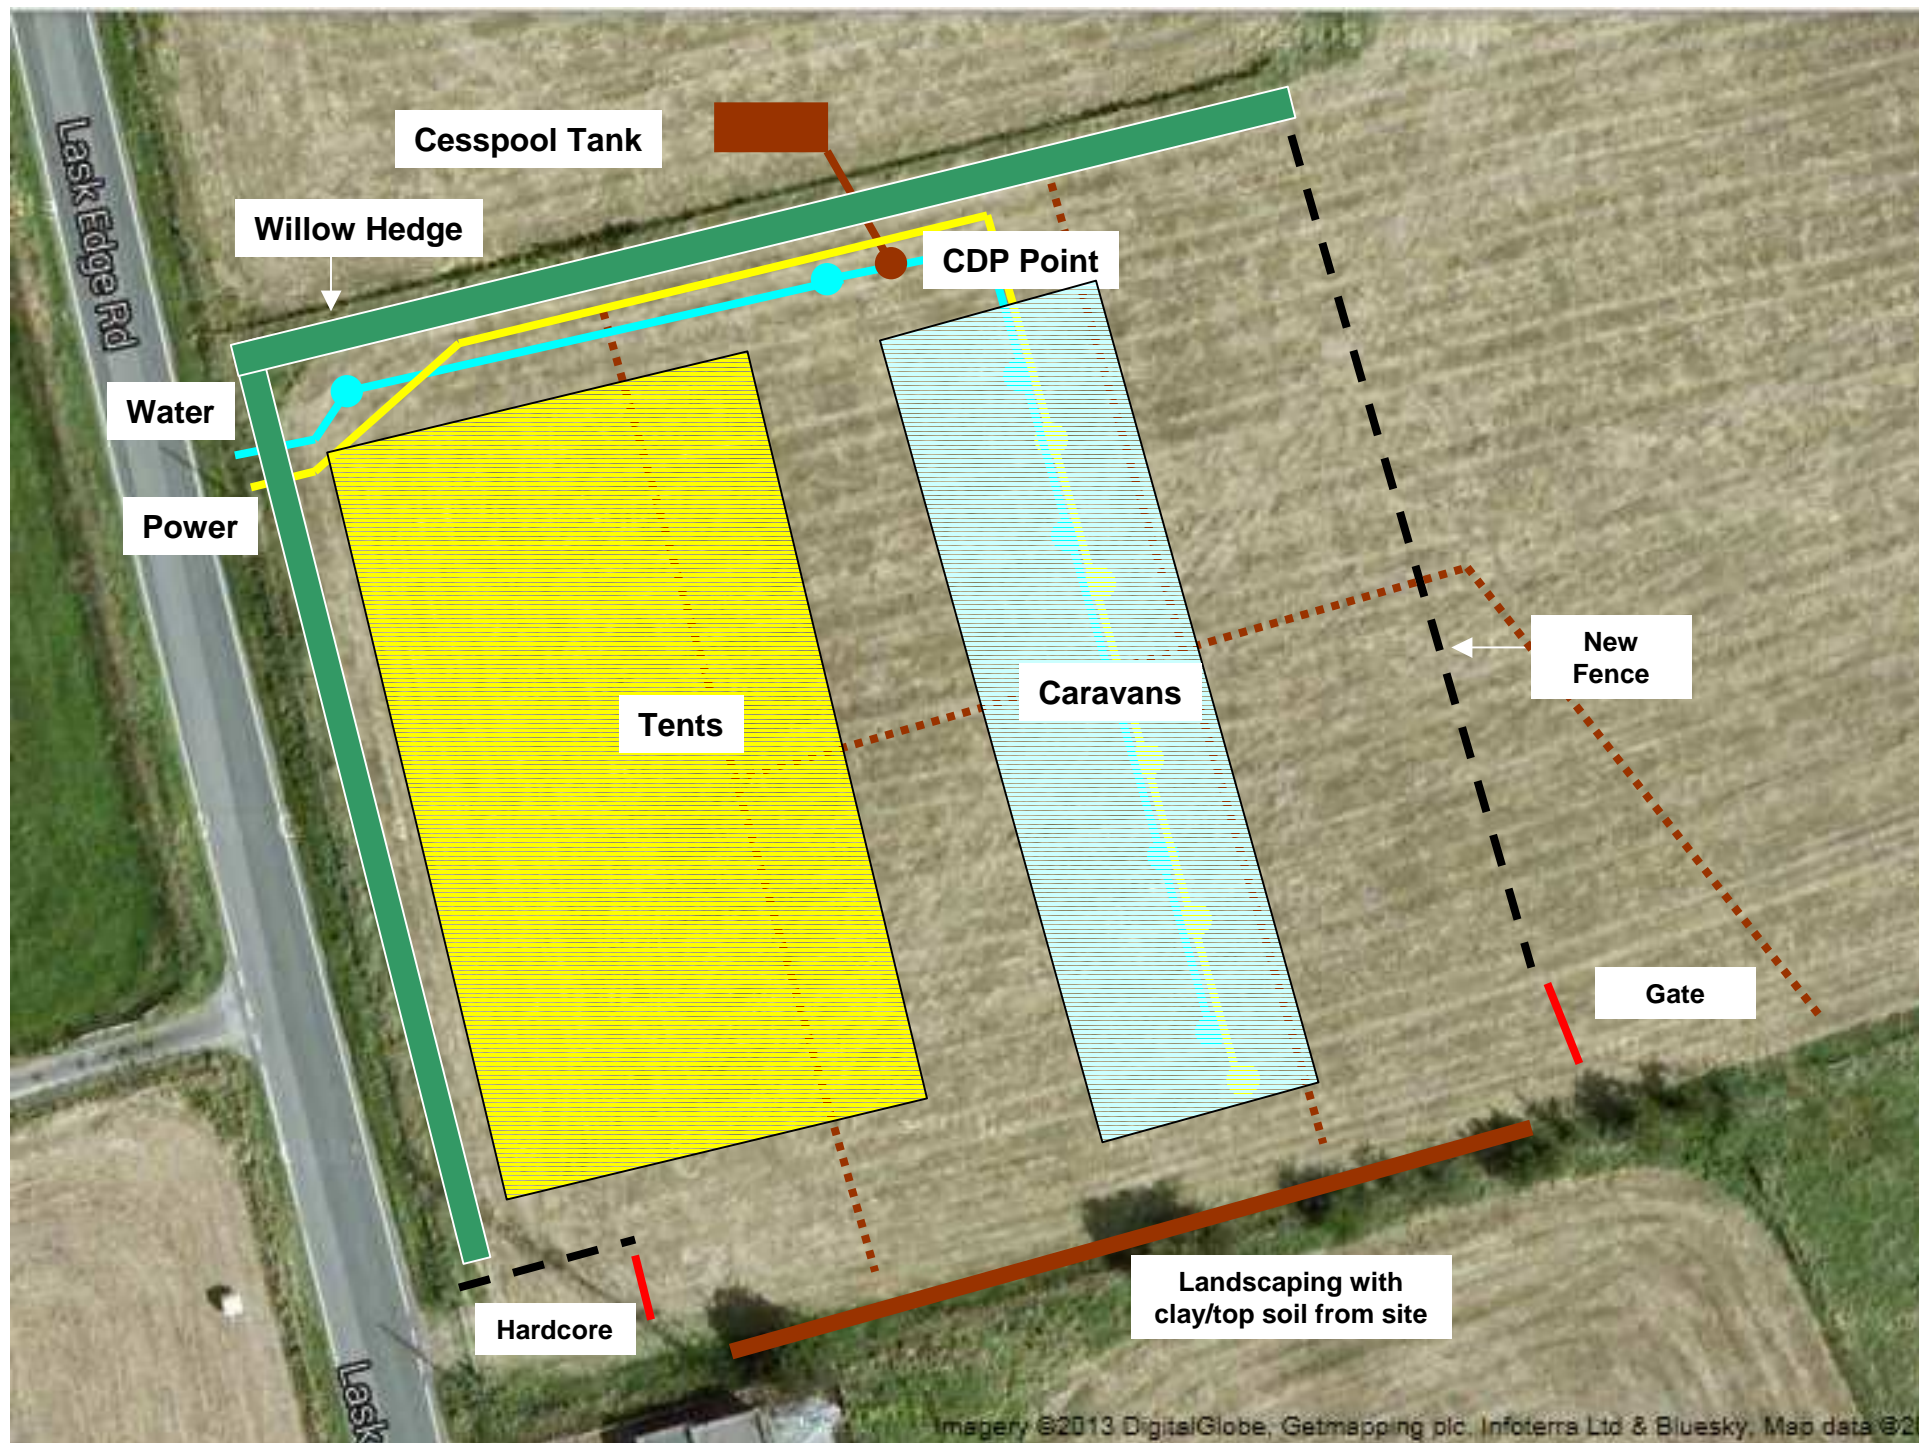 Cesspool Tank
Willow Hedge
Lask Edge Rd
CDP Point
Water
Power
New
Fence
Caravans
Tents
Gate
Landscaping with
clay/top soil from site
Hardcore
Lask
Imagery ©2013 DigitalGlobe, Getmapping plc, Infoterra Ltd & Bluesky, Map data ©2